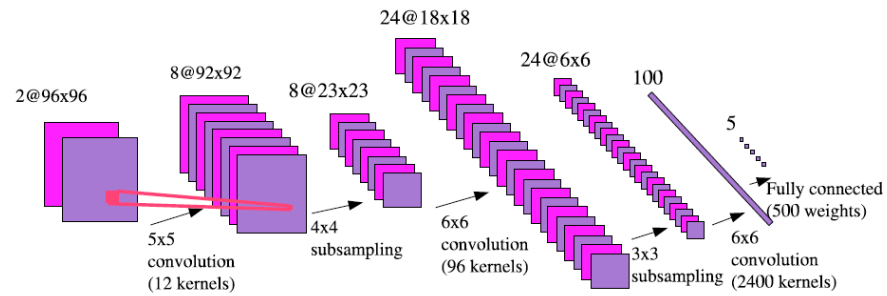 2@96x96
5x5
convolution
(12 kernels)
8@92x92
4x4
subsampling
8@23x23
6x6
convolution
(96 kernels)
24@18x18
3x3
subsampling
24@6x6
6x6
convolution
(2400 kernels)
100
Fully connected
(500 weights)
5